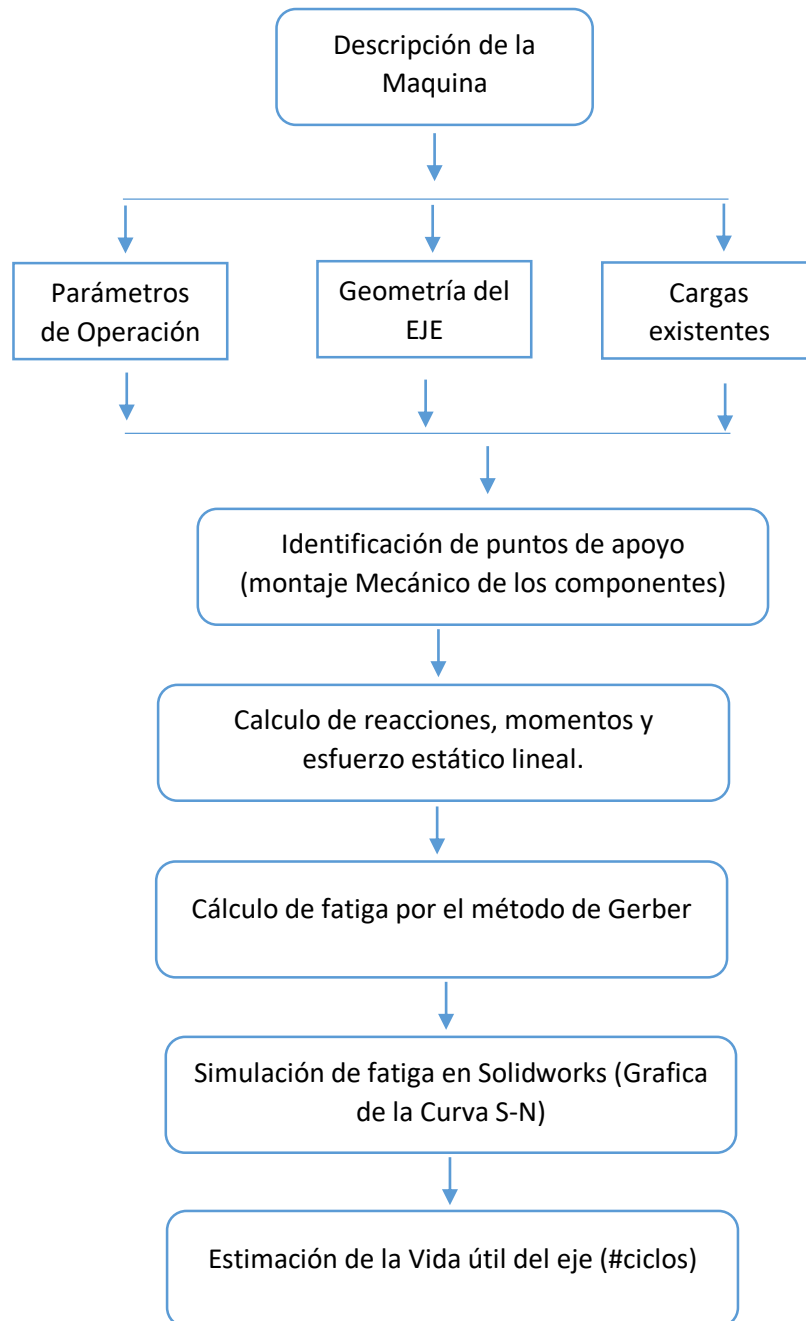 Descripción de la
Maquina
Parámetros
de Operación
Geometría del
EJE
Cargas
existentes
Identificación de puntos de apoyo
(montaje Mecánico de los componentes)
Calculo de reacciones, momentos y
esfuerzo estático lineal.
Cálculo de fatiga por el método de Gerber
Simulación de fatiga en Solidworks (Grafica
de la Curva S-N)
Estimación de la Vida útil del eje (#ciclos)